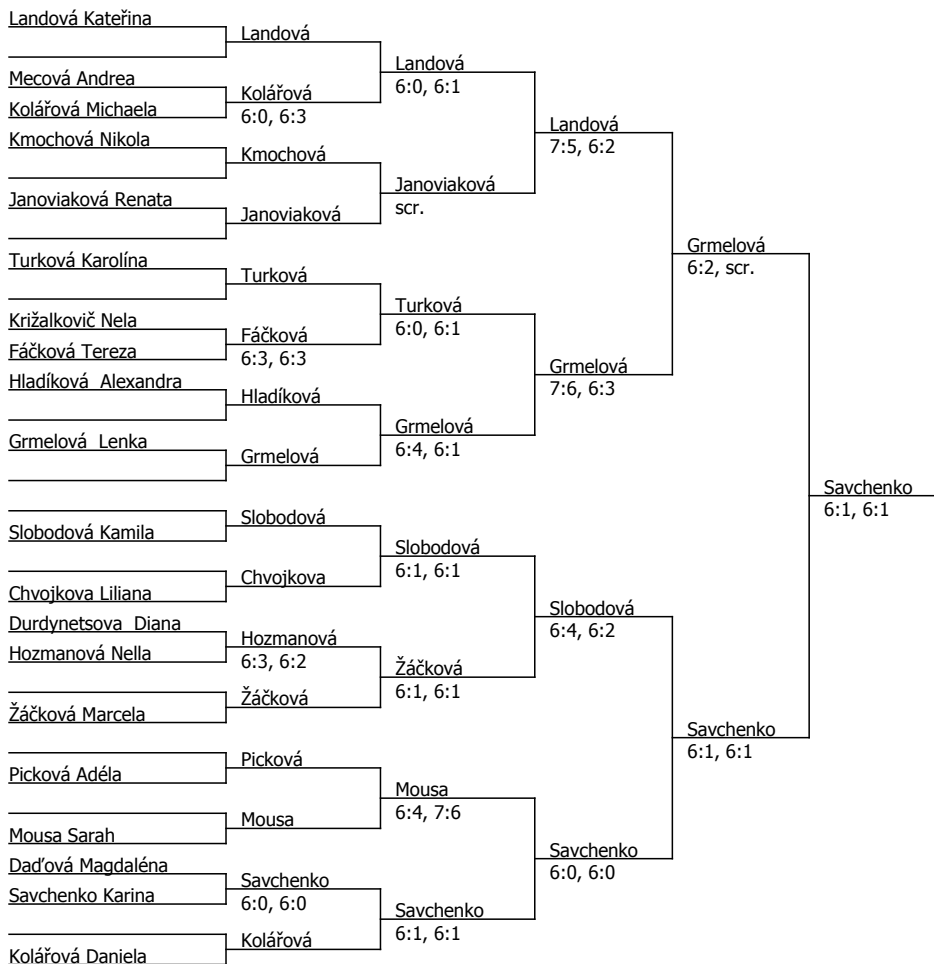 Landová Kateřina
Mecová Andrea
Kolářová Michaela
Kmochová Nikola
Janoviaková Renata
Turková Karolína
Križalkovič Nela
Fáčková Tereza
Hladíková  Alexandra
Grmelová  Lenka
Slobodová Kamila
Chvojkova Liliana
Durdynetsova  Diana
Hozmanová Nella
Žáčková Marcela
Picková Adéla
Mousa Sarah
Daďová Magdaléna
Savchenko Karina
Kolářová Daniela
Landová
Kolářová
6:0, 6:3
Kmochová
Janoviaková
Turková
Fáčková
6:3, 6:3
Hladíková
Grmelová
Slobodová
Chvojkova
Hozmanová
6:3, 6:2
Žáčková
Picková
Mousa
Savchenko
6:0, 6:0
Kolářová
Landová
6:0, 6:1
Janoviaková
scr.
Turková
6:0, 6:1
Grmelová
6:4, 6:1
Slobodová
6:1, 6:1
Žáčková
6:1, 6:1
Mousa
6:4, 7:6
Savchenko
6:1, 6:1
Landová
7:5, 6:2
Grmelová
7:6, 6:3
Slobodová
6:4, 6:2
Savchenko
6:0, 6:0
Grmelová
6:2, scr.
Savchenko
6:1, 6:1
Savchenko
6:1, 6:1